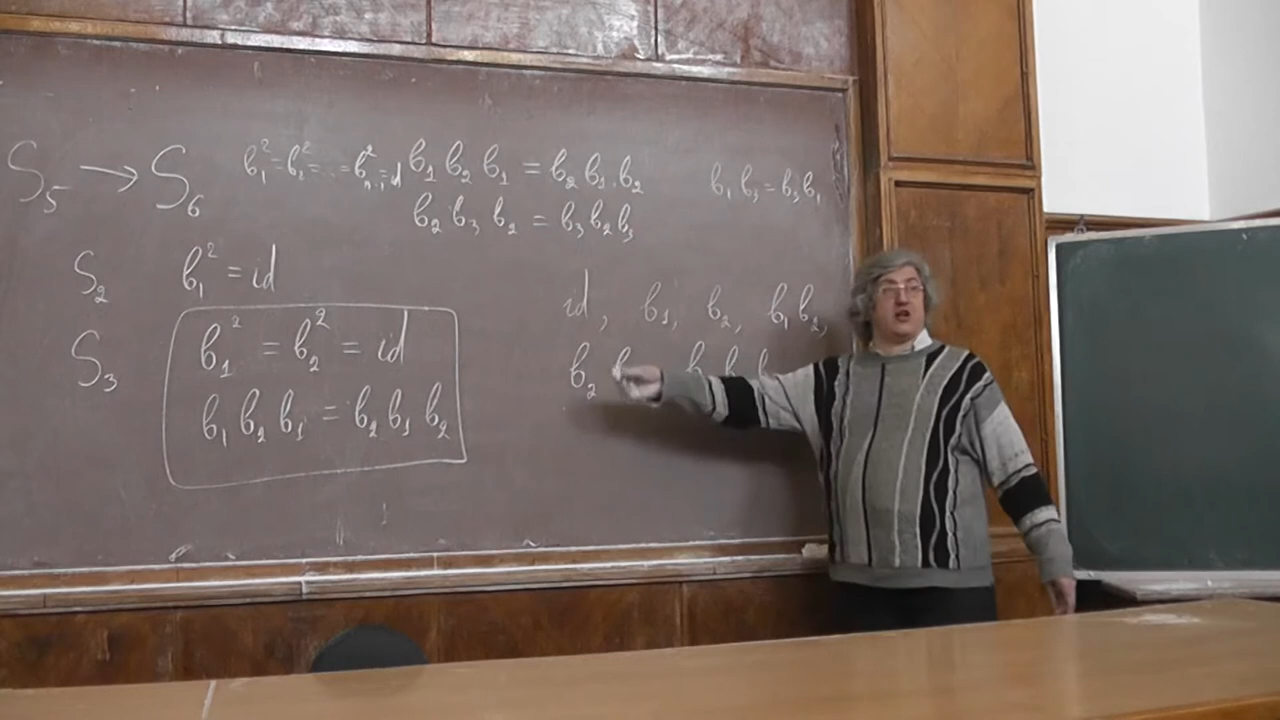 S₅ → S₆ b₁² = b₂² = … = b²ₙ₋₁ = id b₁ b₂ b₁ = b₂ b₁ b₂ b₁ b₃ = b₃ b₁
b₂ b₃ b₂ = b₃ b₂ b₃
S₂ b₁² = id
id, b₁, b₂, b₁ b₂,
S₃ b₁² = b₂² = id
b₂
b₁ b₂ b₁ = b₂ b₁ b₂